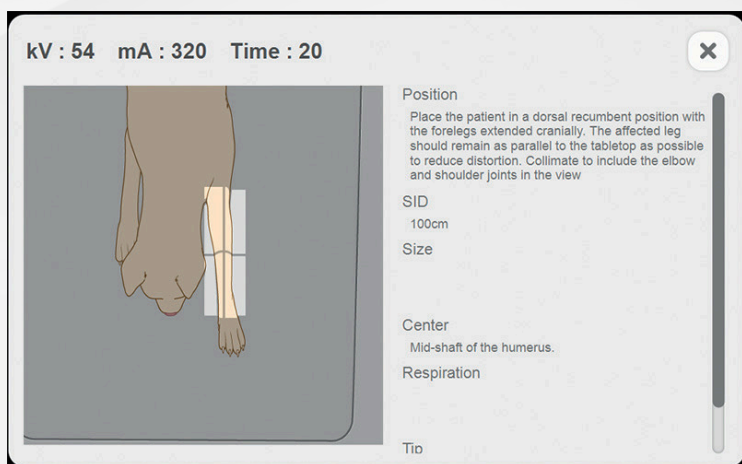 kV : 54 mA : 320 Time : 20
Position
Place the patient in a dorsal recumbent position with
the forelegs extended cranially. The affected leg
should remain as parallel to the tabletop as possible
to reduce distortion. Collimate to include the elbow
and shoulder joints in the view
SID
100cm
Size
Center
Mid-shaft of the humerus.
Respiration
Tip